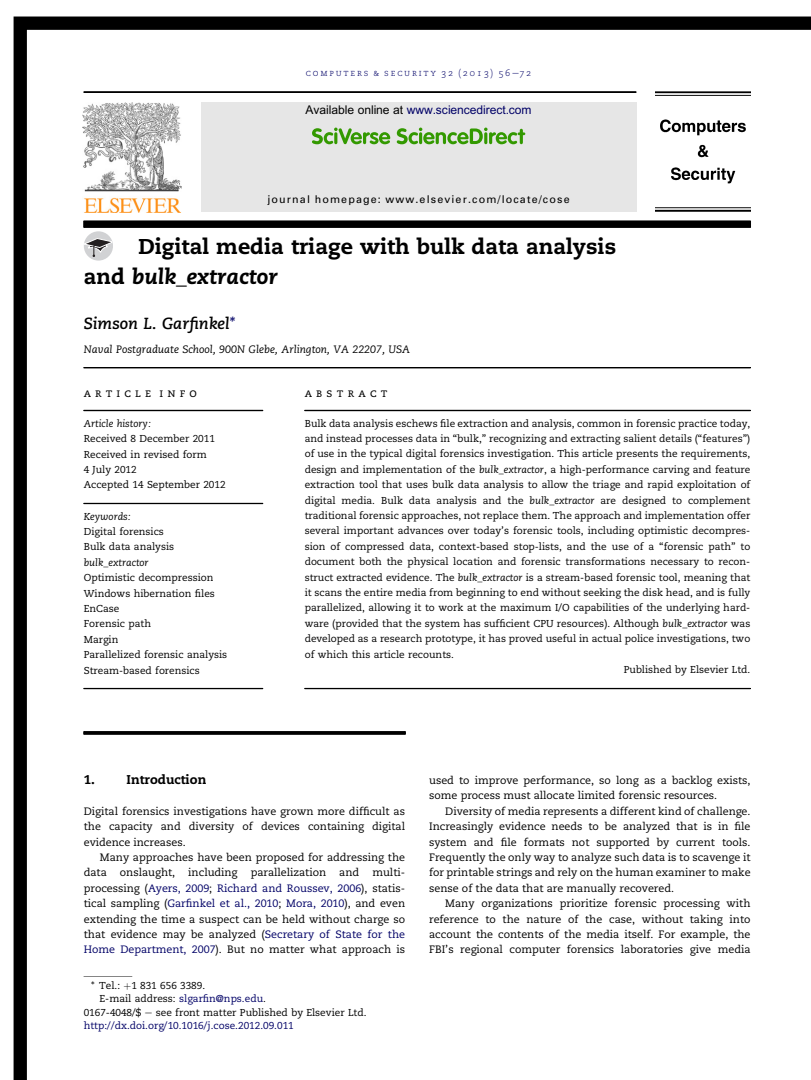 COMPUTERS & SECURITY 32 (2013) 56–72
Available online at www.sciencedirect.com
SciVerse ScienceDirect
journal homepage: www.elsevier.com/locate/cose
ELSEVIER
Computers
&
Security
Digital media triage with bulk data analysis
and bulk_extractor
Simson L. Garfinkel*
Naval Postgraduate School, 900N Glebe, Arlington, VA 22207, USA
ARTICLE INFO
Article history:
Received 8 December 2011
Received in revised form
4 July 2012
Accepted 14 September 2012
Keywords:
Digital forensics
Bulk data analysis
bulk_extractor
Optimistic decompression
Windows hibernation files
EnCase
Forensic path
Margin
Parallelized forensic analysis
Stream-based forensics
ABSTRACT
Bulk data analysis eschews file extraction and analysis, common in forensic practice today,
and instead processes data in “bulk,” recognizing and extracting salient details (“features”)
of use in the typical digital forensics investigation. This article presents the requirements,
design and implementation of the bulk_extractor, a high-performance carving and feature
extraction tool that uses bulk data analysis to allow the triage and rapid exploitation of
digital media. Bulk data analysis and the bulk_extractor are designed to complement
traditional forensic approaches, not replace them. The approach and implementation offer
several important advances over today’s forensic tools, including optimistic decompres-
sion of compressed data, context-based stop-lists, and the use of a “forensic path” to
document both the physical location and forensic transformations necessary to recon-
struct extracted evidence. The bulk_extractor is a stream-based forensic tool, meaning that
it scans the entire media from beginning to end without seeking the disk head, and is fully
parallelized, allowing it to work at the maximum I/O capabilities of the underlying hard-
ware (provided that the system has sufficient CPU resources). Although bulk_extractor was
developed as a research prototype, it has proved useful in actual police investigations, two
of which this article recounts.
Published by Elsevier Ltd.
1. Introduction
Digital forensics investigations have grown more difficult as
the capacity and diversity of devices containing digital
evidence increases.
Many approaches have been proposed for addressing the
data onslaught, including parallelization and multi-
processing (Ayers, 2009; Richard and Roussev, 2006), statis-
tical sampling (Garfinkel et al., 2010; Mora, 2010), and even
extending the time a suspect can be held without charge so
that evidence may be analyzed (Secretary of State for the
Home Department, 2007). But no matter what approach is
used to improve performance, so long as a backlog exists,
some process must allocate limited forensic resources.
Diversity of media represents a different kind of challenge.
Increasingly evidence needs to be analyzed that is in file
system and file formats not supported by current tools.
Frequently the only way to analyze such data is to scavenge it
for printable strings and rely on the human examiner to make
sense of the data that are manually recovered.
Many organizations prioritize forensic processing with
reference to the nature of the case, without taking into
account the contents of the media itself. For example, the
FBI’s regional computer forensics laboratories give media
* Tel.: +1 831 656 3389.
E-mail address: slgarfin@nps.edu.
0167-4048/$ – see front matter Published by Elsevier Ltd.
http://dx.doi.org/10.1016/j.cose.2012.09.011